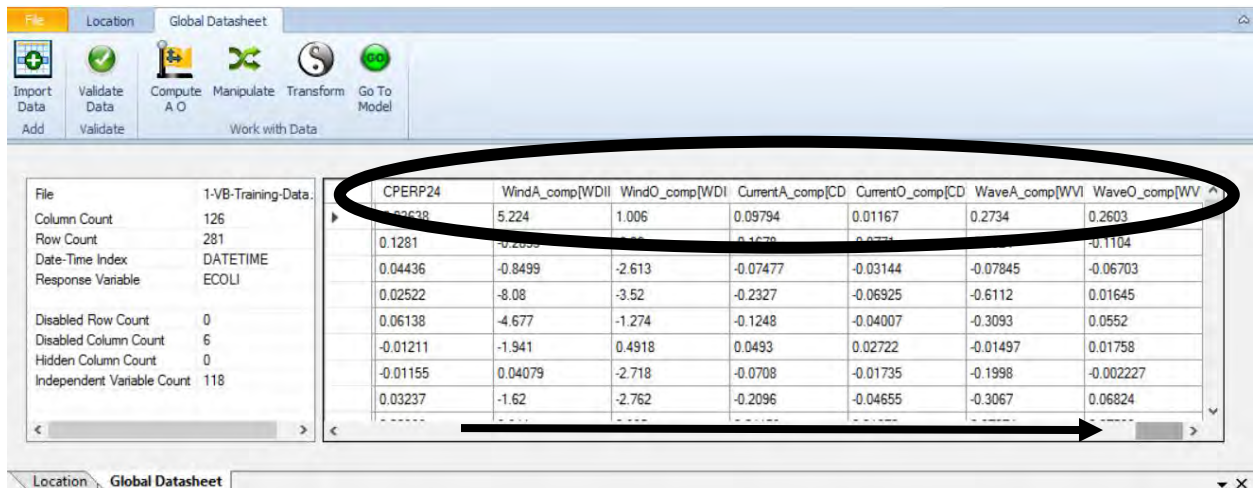 File Location Global Datasheet
Import Data Validate Data Compute A O Manipulate Transform Go To Model
Add Validate Work with Data
File 1-VB-Training-Data.
Column Count 126
Row Count 281
Date-Time Index DATETIME
Response Variable ECOLI
Disabled Row Count 0
Disabled Column Count 6
Hidden Column Count 0
Independent Variable Count 118
CPERP24 WindA_comp[WDII WindO_comp[WDI CurrentA_comp[CD CurrentO_comp[CD WaveA_comp[WVI WaveO_comp[WV
5.224 1.006 0.09794 0.01167 0.2734 0.2603
0.1281 -0.1104
0.04436 -0.8499 -2.613 -0.07477 -0.03144 -0.07845 -0.06703
0.02522 -8.08 -3.52 -0.2327 -0.06925 -0.6112 0.01645
0.06138 -4.677 -1.274 -0.1248 -0.04007 -0.3093 0.0552
-0.01211 -1.941 0.4918 0.0493 0.02722 -0.01497 0.01758
-0.01155 0.04079 -2.718 -0.0708 -0.01735 -0.1998 -0.002227
0.03237 -1.62 -2.762 -0.2096 -0.04655 -0.3067 0.06824
Location Global Datasheet